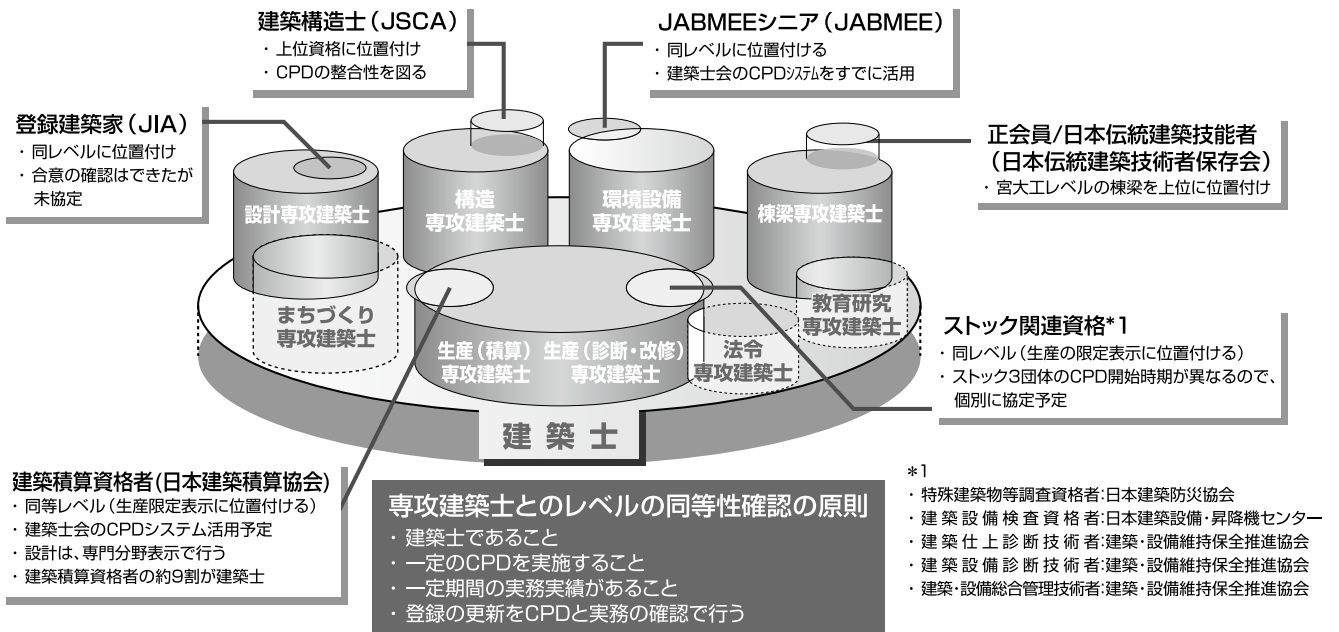 建築構造士(JSCA)
・上位資格に位置付け
・CPDの整合性を図る
JABMEEシニア(JABMEE)
・同レベルに位置付ける
・建築士会のCPDシステムをすでに活用
登録建築家(JIA)
・同レベルに位置付け
・合意の確認はできたが
未協定
正会員/日本伝統建築技能者
(日本伝統建築技術者保存会)
・宮大工レベルの棟梁を上位に位置付け
設計専攻建築士
構造
専攻建築士
環境設備
専攻建築士
棟梁専攻建築士
まちづくり
専攻建築士
生産(積算)
専攻建築士
生産(診断・改修)
専攻建築士
法令
専攻建築士
教育研究
専攻建築士
建築士
ストック関連資格*1
・同レベル(生産の限定表示に位置付ける)
・ストック3団体のCPD開始時期が異なるので、
個別に協定予定
建築積算資格者(日本建築積算協会)
・同等レベル(生産限定表示に位置付ける)
・建築士会のCPDシステム活用予定
・設計は、専門分野表示で行う
・建築積算資格者の約9割が建築士
専攻建築士とのレベルの同等性確認の原則
・建築士であること
・一定のCPDを実施すること
・一定期間の実務実績があること
・登録の更新をCPDと実務の確認で行う
*1
・特殊建築物等調査資格者:日本建築防災協会
・建築設備検査資格者:日本建築設備・昇降機センター
・建築仕上診断技術者:建築・設備維持保全推進協会
・建築設備診断技術者:建築・設備維持保全推進協会
・建築・設備総合管理技術者:建築・設備維持保全推進協会